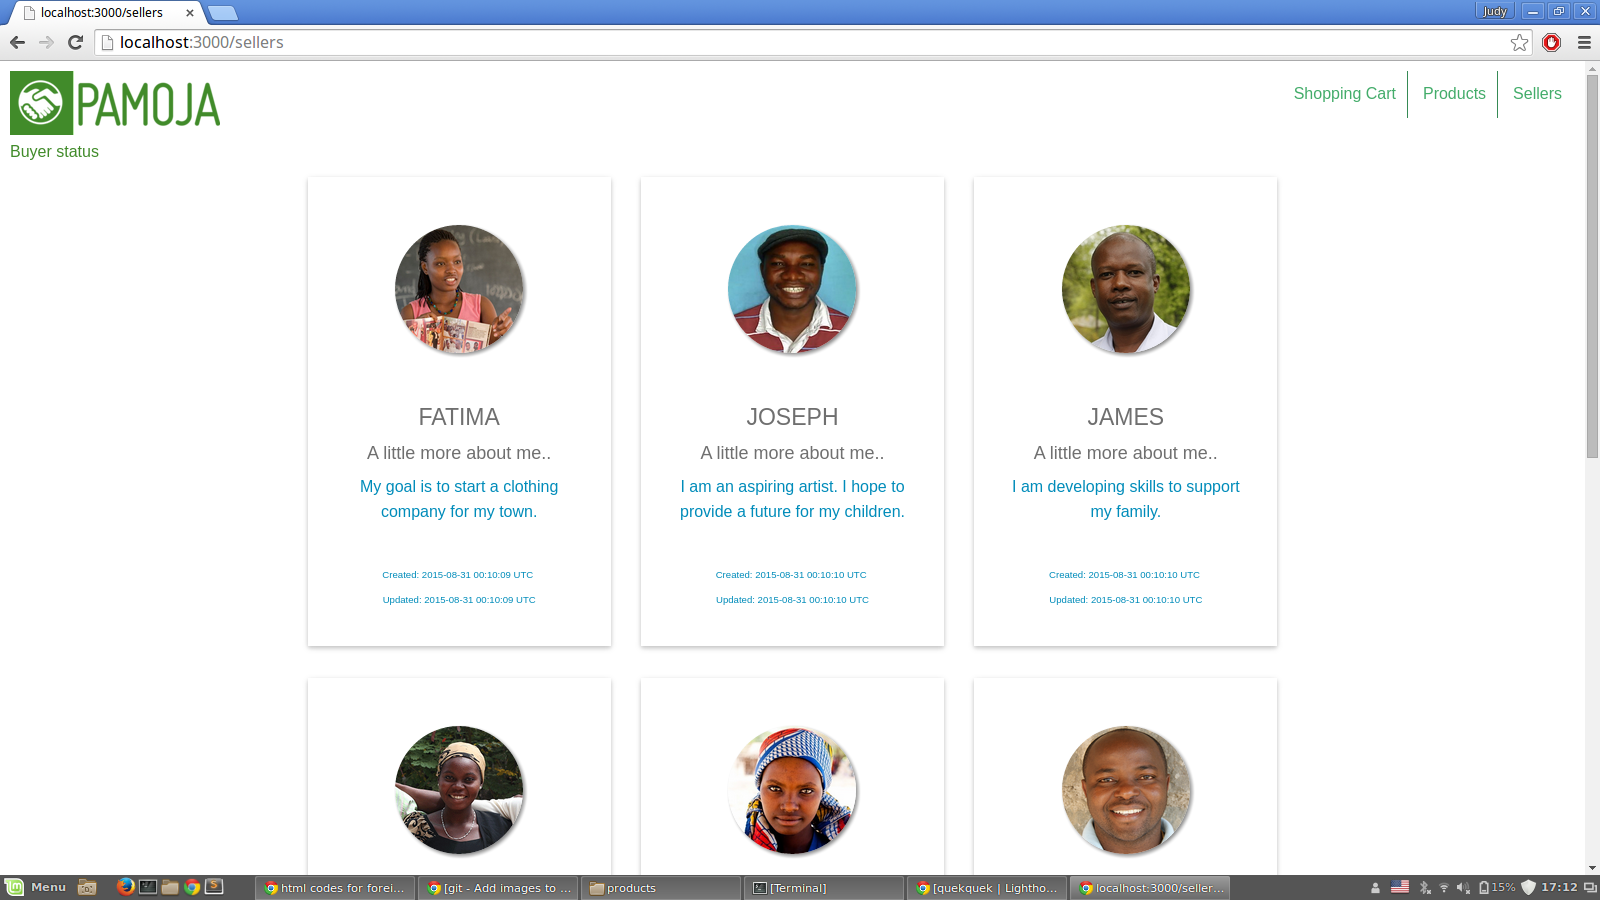 localhost:3000/sellers
Judy
localhost:3000/sellers
PAMOJA
Shopping Cart
Products
Sellers
Buyer status
FATIMA
A little more about me..
My goal is to start a clothing
company for my town.
Created: 2015-08-31 00:10:09 UTC
Updated: 2015-08-31 00:10:09 UTC
JOSEPH
A little more about me..
I am an aspiring artist. I hope to
provide a future for my children.
Created: 2015-08-31 00:10:10 UTC
Updated: 2015-08-31 00:10:10 UTC
JAMES
A little more about me..
I am developing skills to support
my family.
Created: 2015-08-31 00:10:10 UTC
Updated: 2015-08-31 00:10:10 UTC
Menu
html codes for forei...
[git - Add images to ...
products
[Terminal]
[quekquek | Lightho...
localhost:3000/seller...
15%
17:12